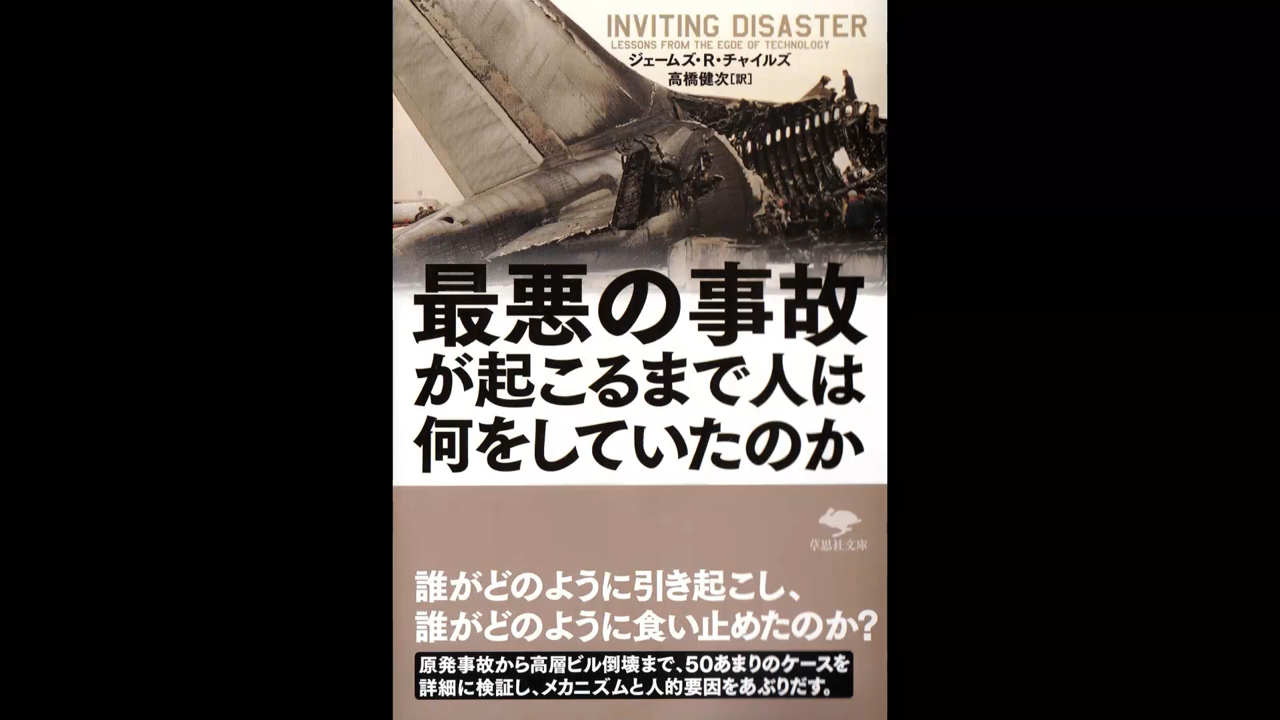 INVITING DISASTER
LESSONS FROM THE EGDE OF TECHNOLOGY
ジェームズ・R・チャイルズ
高橋健次[訳]
最悪の事故
が起こるまで人は
何をしていたのか
草思社文庫
誰がどのように引き起こし、
誰がどのように食い止めたのか?
原発事故から高層ビル倒壊まで、50あまりのケースを
詳細に検証し、メカニズムと人的要因をあぶりだす。